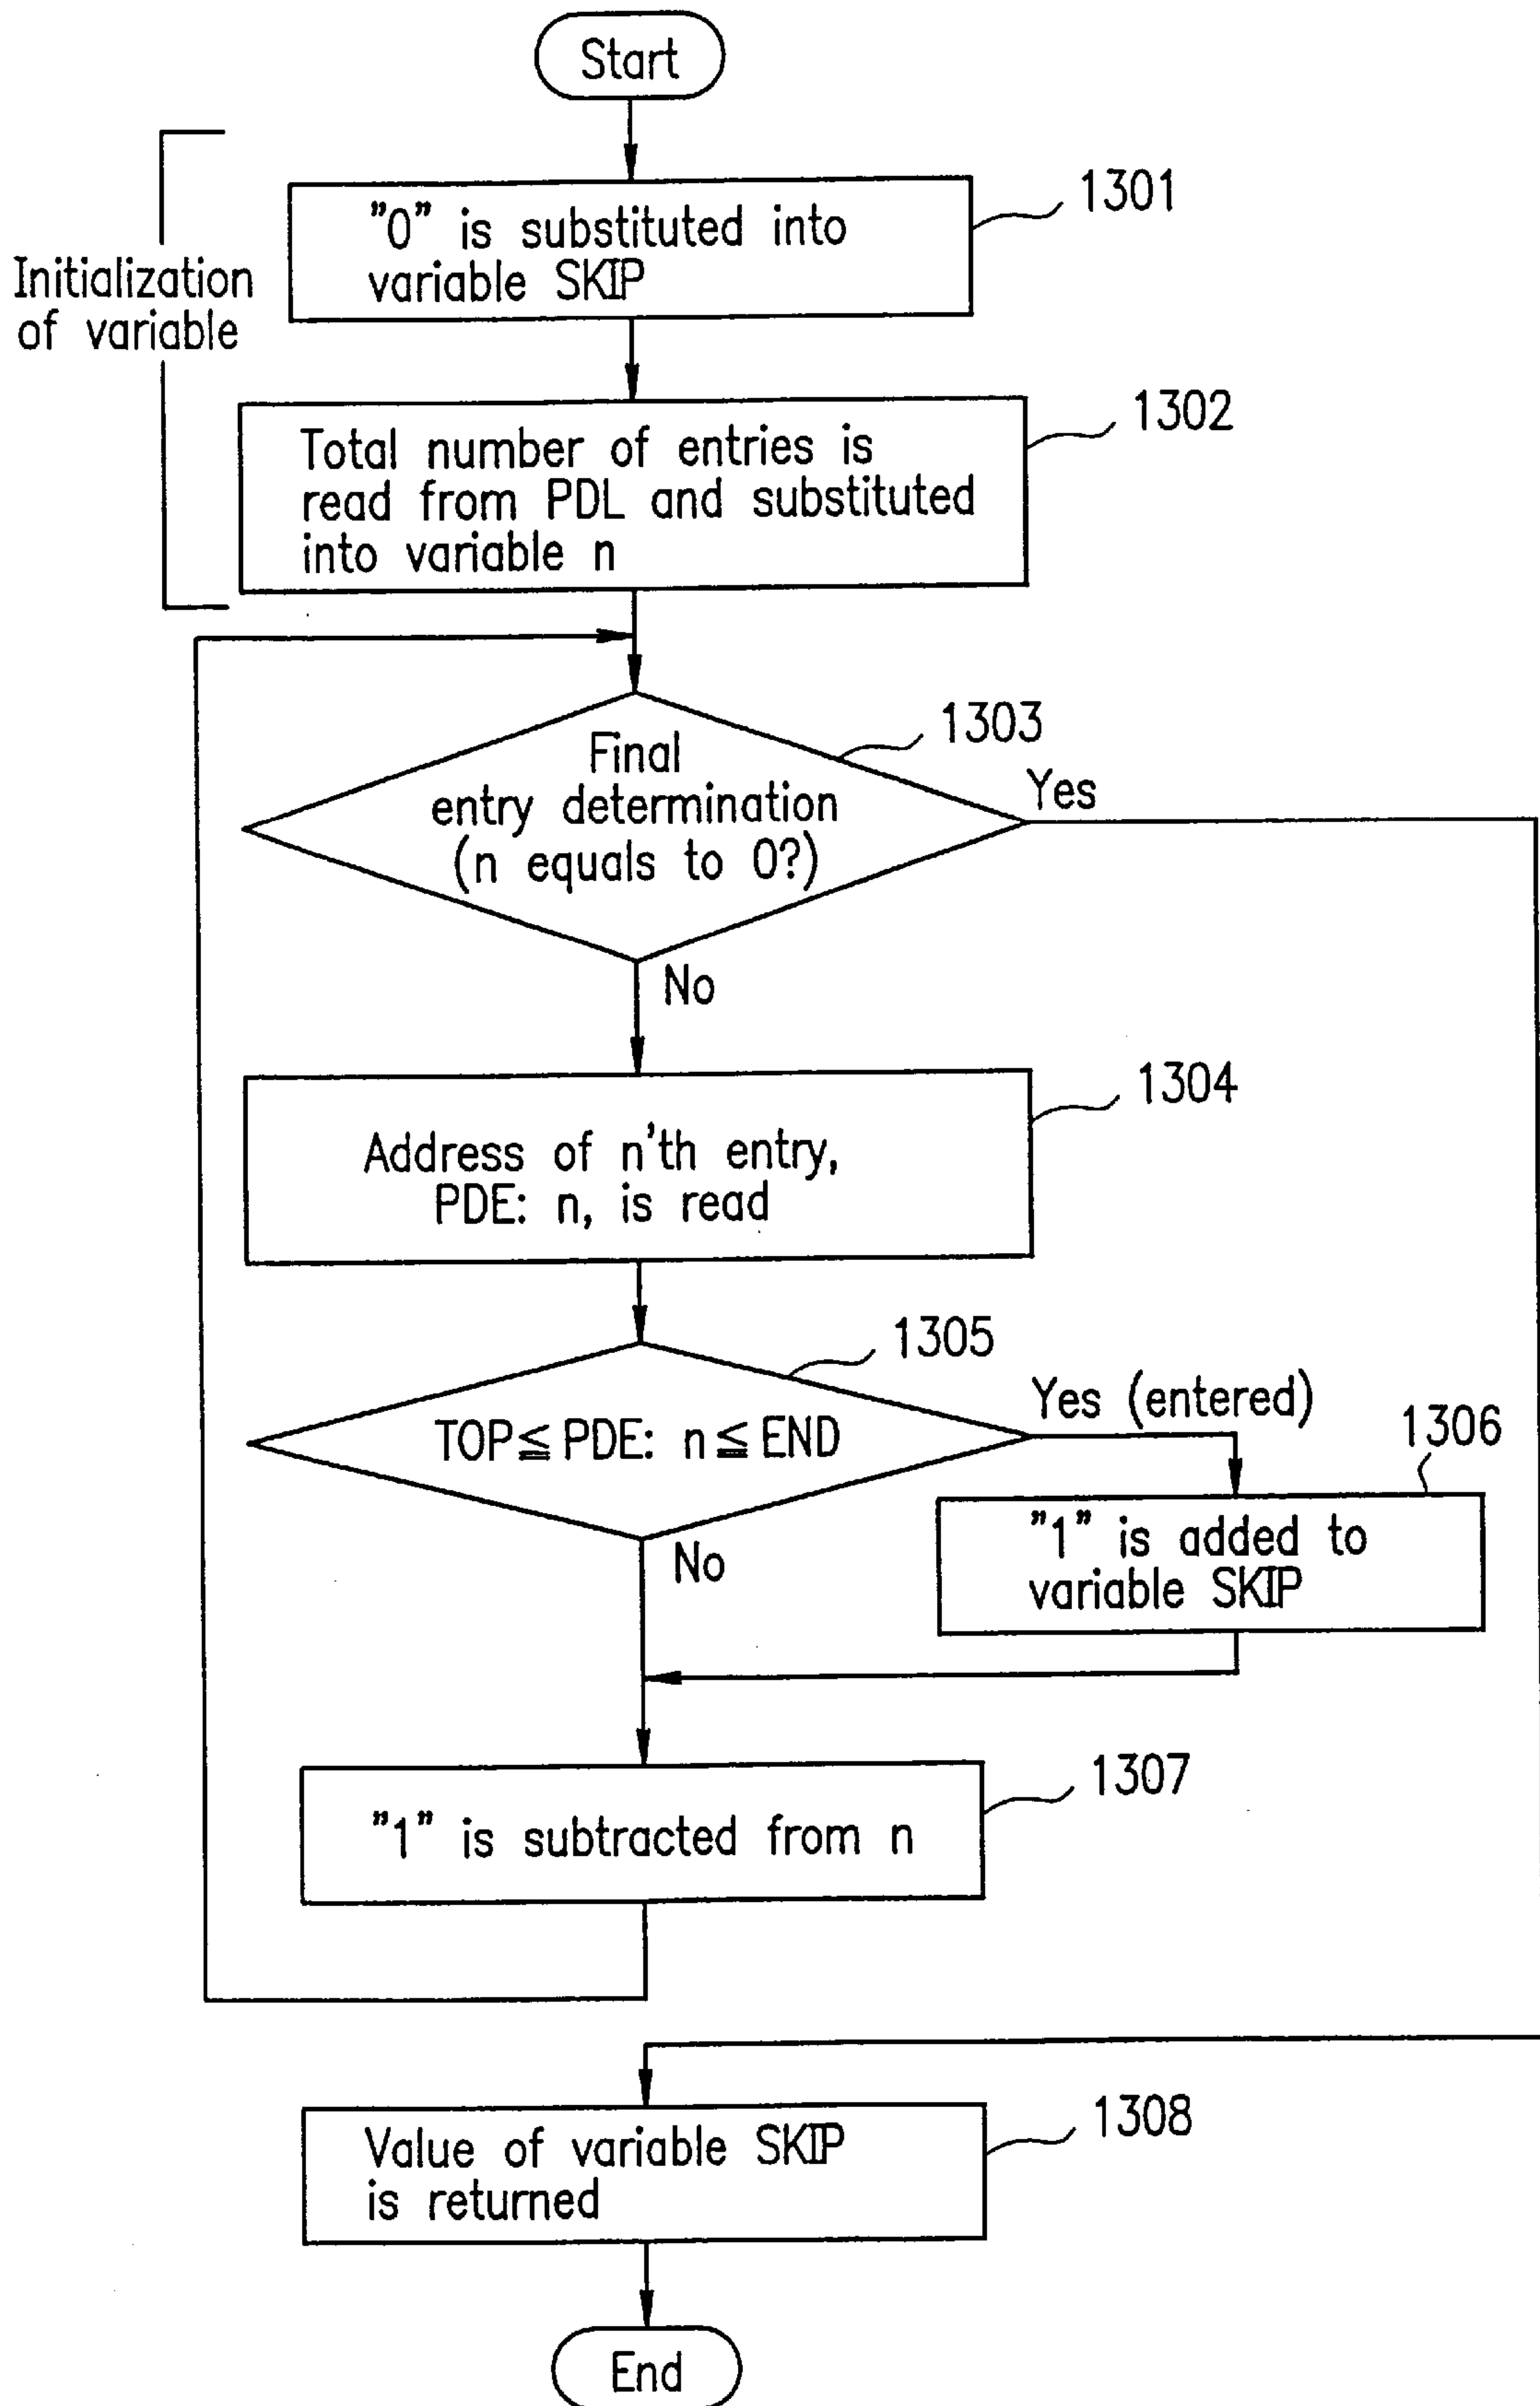 Start
1301
"0" is substituted into
variable SKIP
Initialization
of variable
1302
Total number of entries is
read from PDL and substituted
into variable n
1303
Final
entry determination
(n equals to 0?)
Yes
No
1304
Address of n'th entry,
PDE: n, is read
1305
TOP≦PDE: n≦END
Yes (entered)
1306
"1" is added to
variable SKIP
No
1307
"1" is subtracted from n
1308
Value of variable SKIP
is returned
End